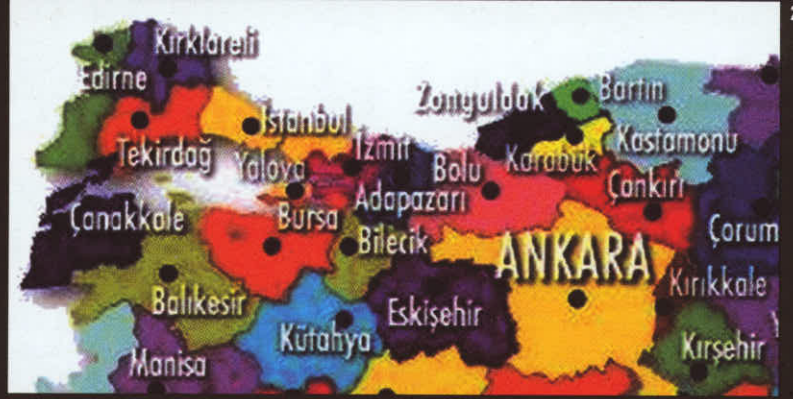 Kırklareli
Edirne
Zonguldak
Bartın
İstanbul
Kastamonu
Tekirdağ
Yalova
İzmit
Bolu
Karabük
Çankırı
Adapazarı
Çanakkale
Bursa
Bilecik
Çorum
ANKARA
Kırıkkale
Balıkesir
Eskişehir
Kütahya
Manisa
Kırşehir